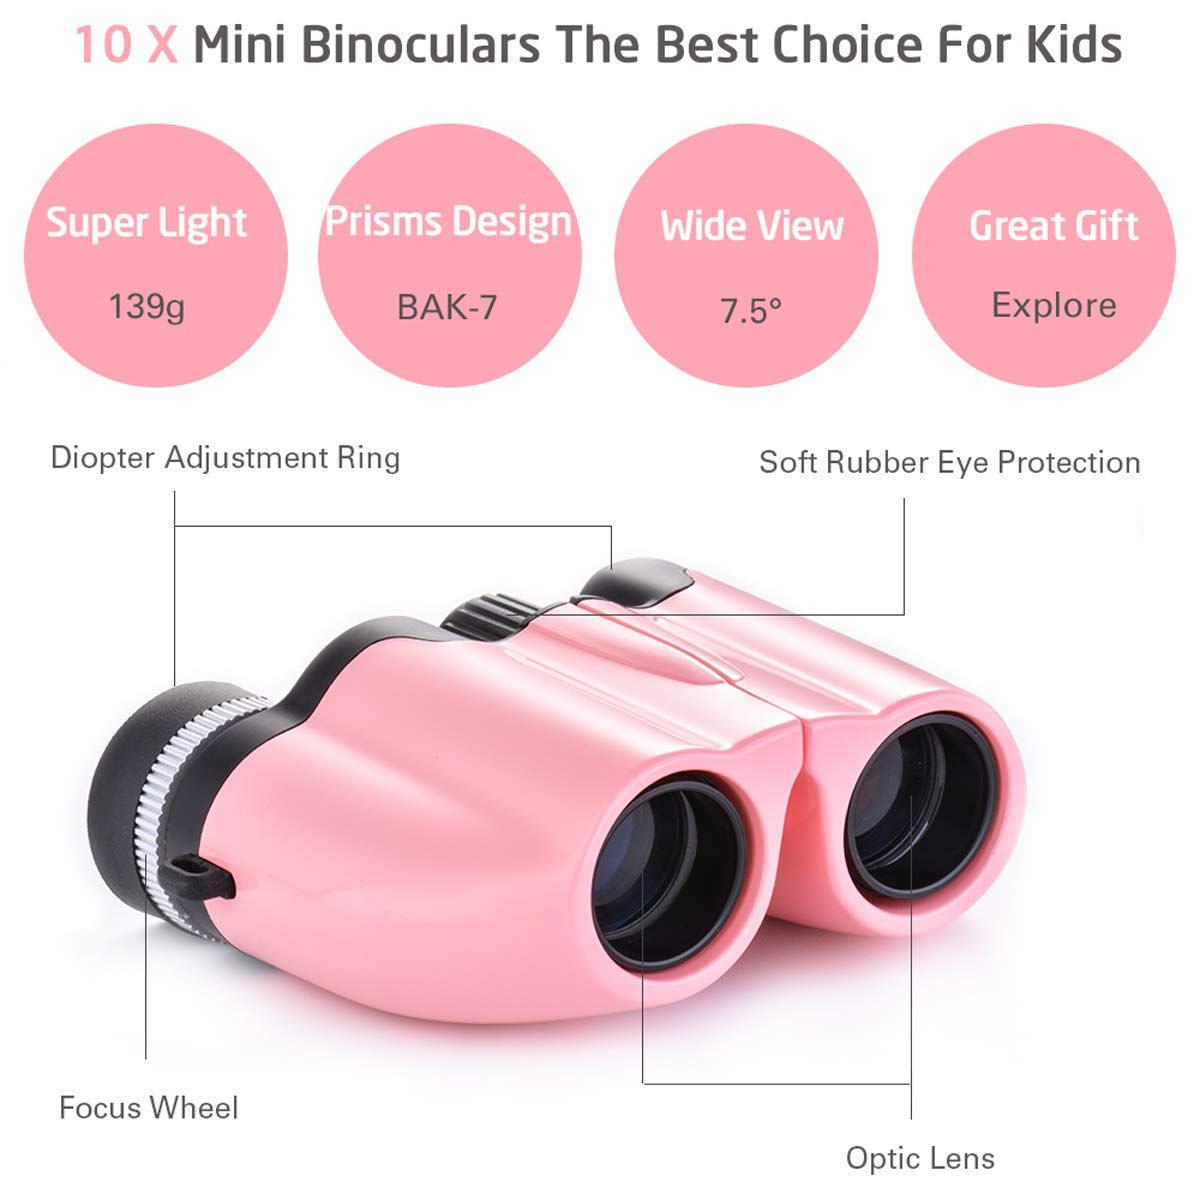 10 X Mini Binoculars The Best Choice For Kids
Super Light
139g
Prisms Design
BAK-7
Wide View
7.5°
Great Gift
Explore
Diopter Adjustment Ring
Soft Rubber Eye Protection
Focus Wheel
Optic Lens